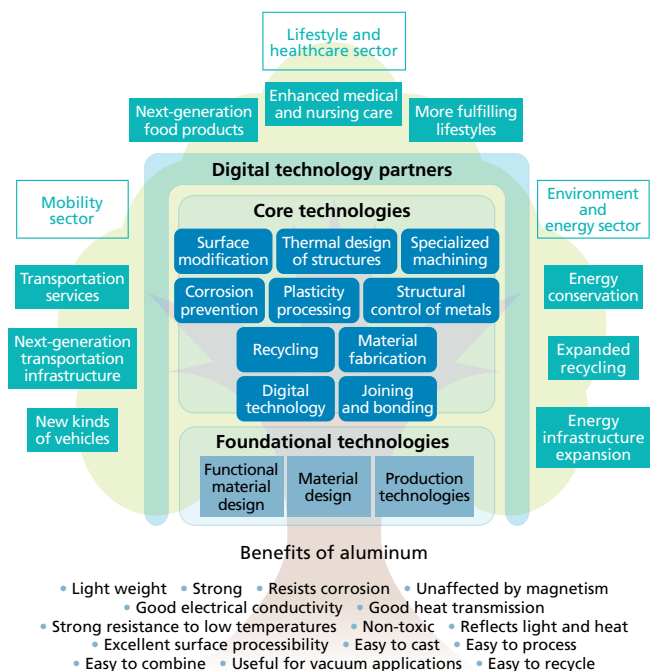 Lifestyle and
healthcare sector
Next-generation
food products
Enhanced medical
and nursing care
More fulfilling
lifestyles
Digital technology partners
Mobility
sector
Transportation
services
Next-generation
transportation
infrastructure
New kinds
of vehicles
Core technologies
Surface
modification
Thermal design
of structures
Specialized
machining
Corrosion
prevention
Plasticity
processing
Structural
control of metals
Recycling
Material
fabrication
Digital
technology
Joining
and bonding
Environment
and
energy sector
Energy
conservation
Expanded
recycling
Energy
infrastructure
expansion
Foundational technologies
Functional
material
design
Material
design
Production
technologies
Benefits of aluminum
• Light weight • Strong • Resists corrosion • Unaffected by magnetism
• Good electrical conductivity • Good heat transmission
• Strong resistance to low temperatures • Non-toxic • Reflects light and heat
• Excellent surface processibility • Easy to cast • Easy to process
• Easy to combine • Useful for vacuum applications • Easy to recycle